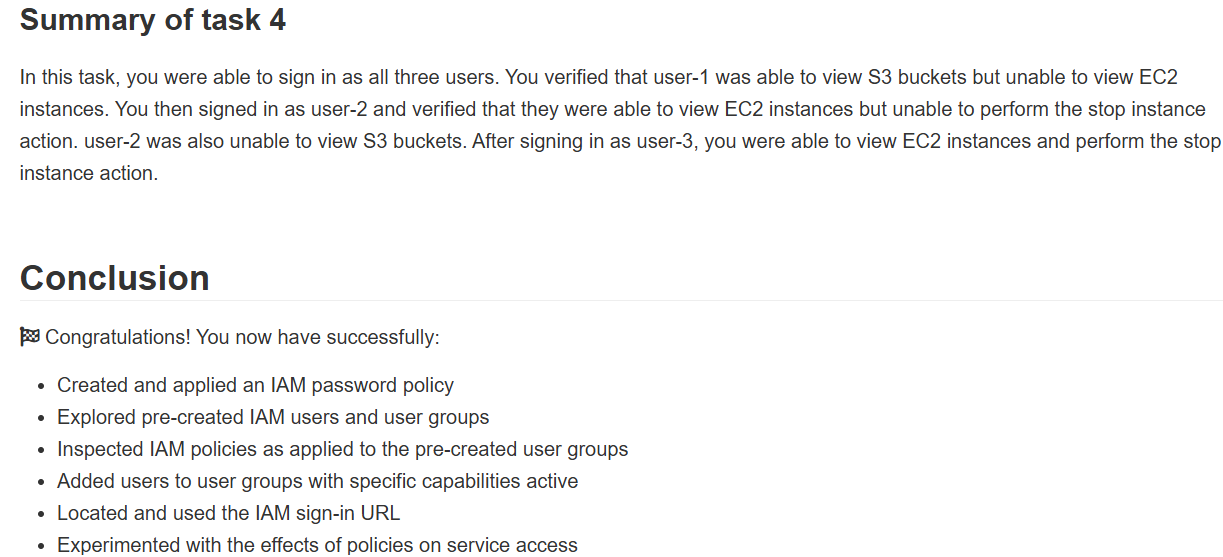 Summary of task 4
In this task, you were able to sign in as all three users. You verified that user-1 was able to view S3 buckets but unable to view EC2
instances. You then signed in as user-2 and verified that they were able to view EC2 instances but unable to perform the stop instance
action. user-2 was also unable to view S3 buckets. After signing in as user-3, you were able to view EC2 instances and perform the stop
instance action.
Conclusion
Congratulations! You now have successfully:
• Created and applied an IAM password policy
• Explored pre-created IAM users and user groups
• Inspected IAM policies as applied to the pre-created user groups
• Added users to user groups with specific capabilities active
• Located and used the IAM sign-in URL
• Experimented with the effects of policies on service access